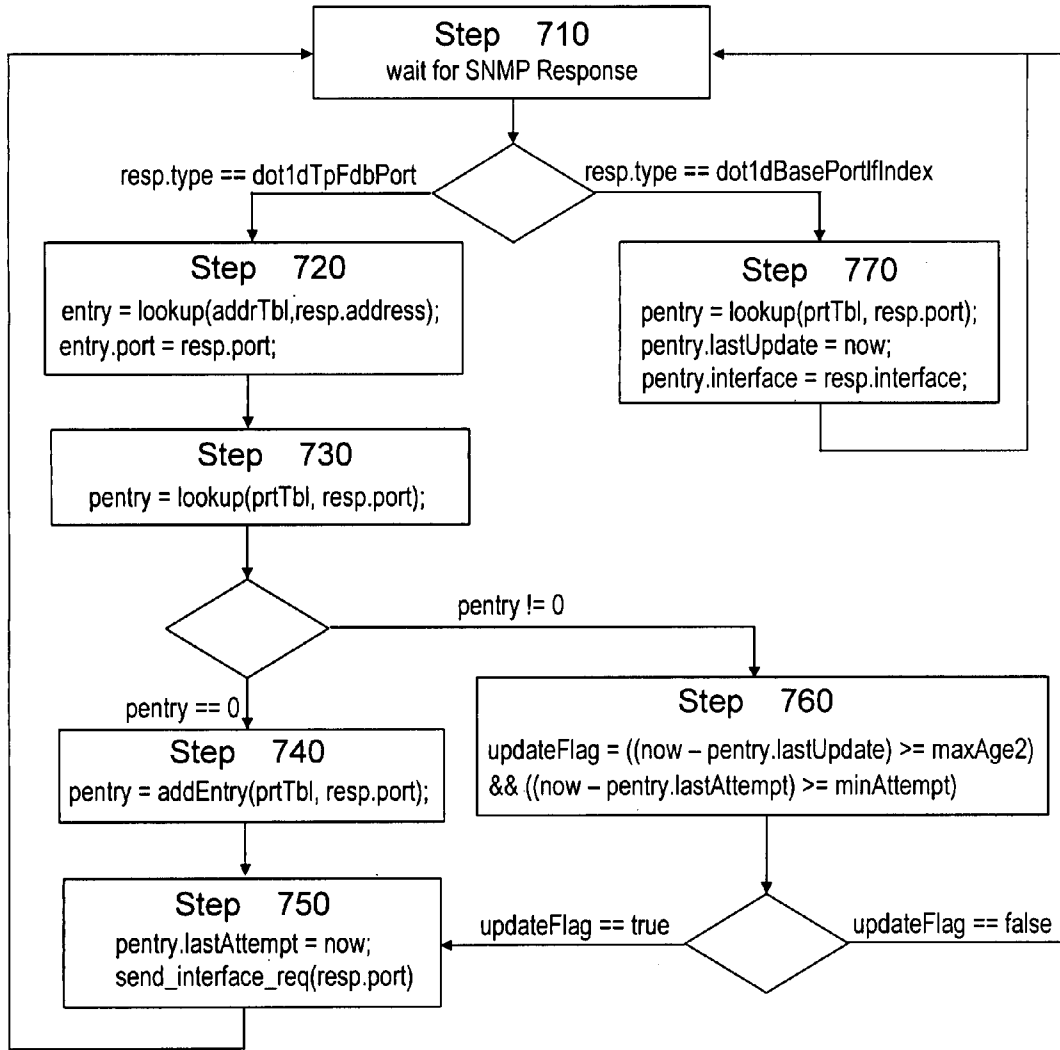 Step 710
wait for SNMP Response
resp.type == dot1dTpFdbPort
resp.type == dot1dBasePortIfIndex
Step 720
entry = lookup(addrTbl,resp.address);
entry.port = resp.port;
Step 770
pentry = lookup(prtTbl, resp.port);
pentry.lastUpdate = now;
pentry.interface = resp.interface;
Step 730
pentry = lookup(prtTbl, resp.port);
pentry != 0
pentry == 0
Step 740
pentry = addEntry(prtTbl, resp.port);
Step 760
updateFlag = ((now – pentry.lastUpdate) >= maxAge2)
&& ((now – pentry.lastAttempt) >= minAttempt)
Step 750
pentry.lastAttempt = now;
send_interface_req(resp.port)
updateFlag == true
updateFlag == false